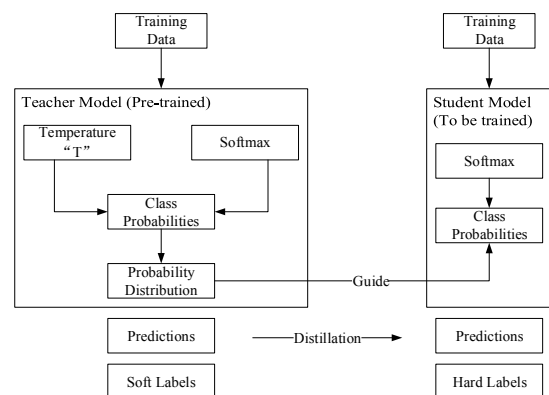 Training
Data
Training
Data
Teacher Model (Pre-trained)
Student Model
(To be trained)
Temperature
“T”
Softmax
Softmax
Class
Probabilities
Class
Probabilities
Probability
Distribution
Guide
Predictions
Distillation
Predictions
Soft Labels
Hard Labels